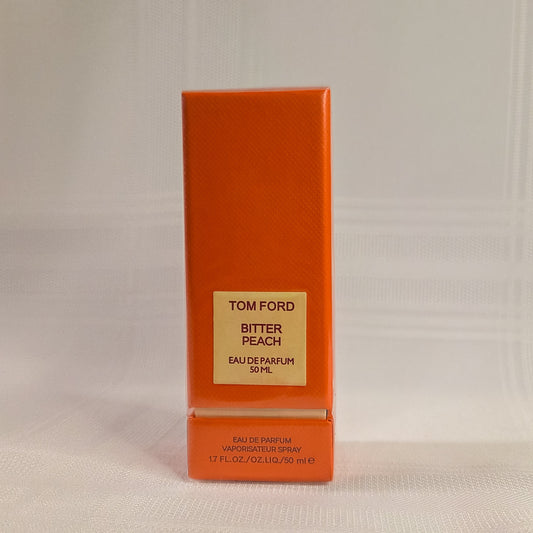 TOM FORD
BITTER
PEACH
EAU DE PARFUM
50 ML
EAU DE PARFUM
VAPORISATEUR SPRAY
1.7 FL.OZ./OZ.LIQ./50 ml ℮